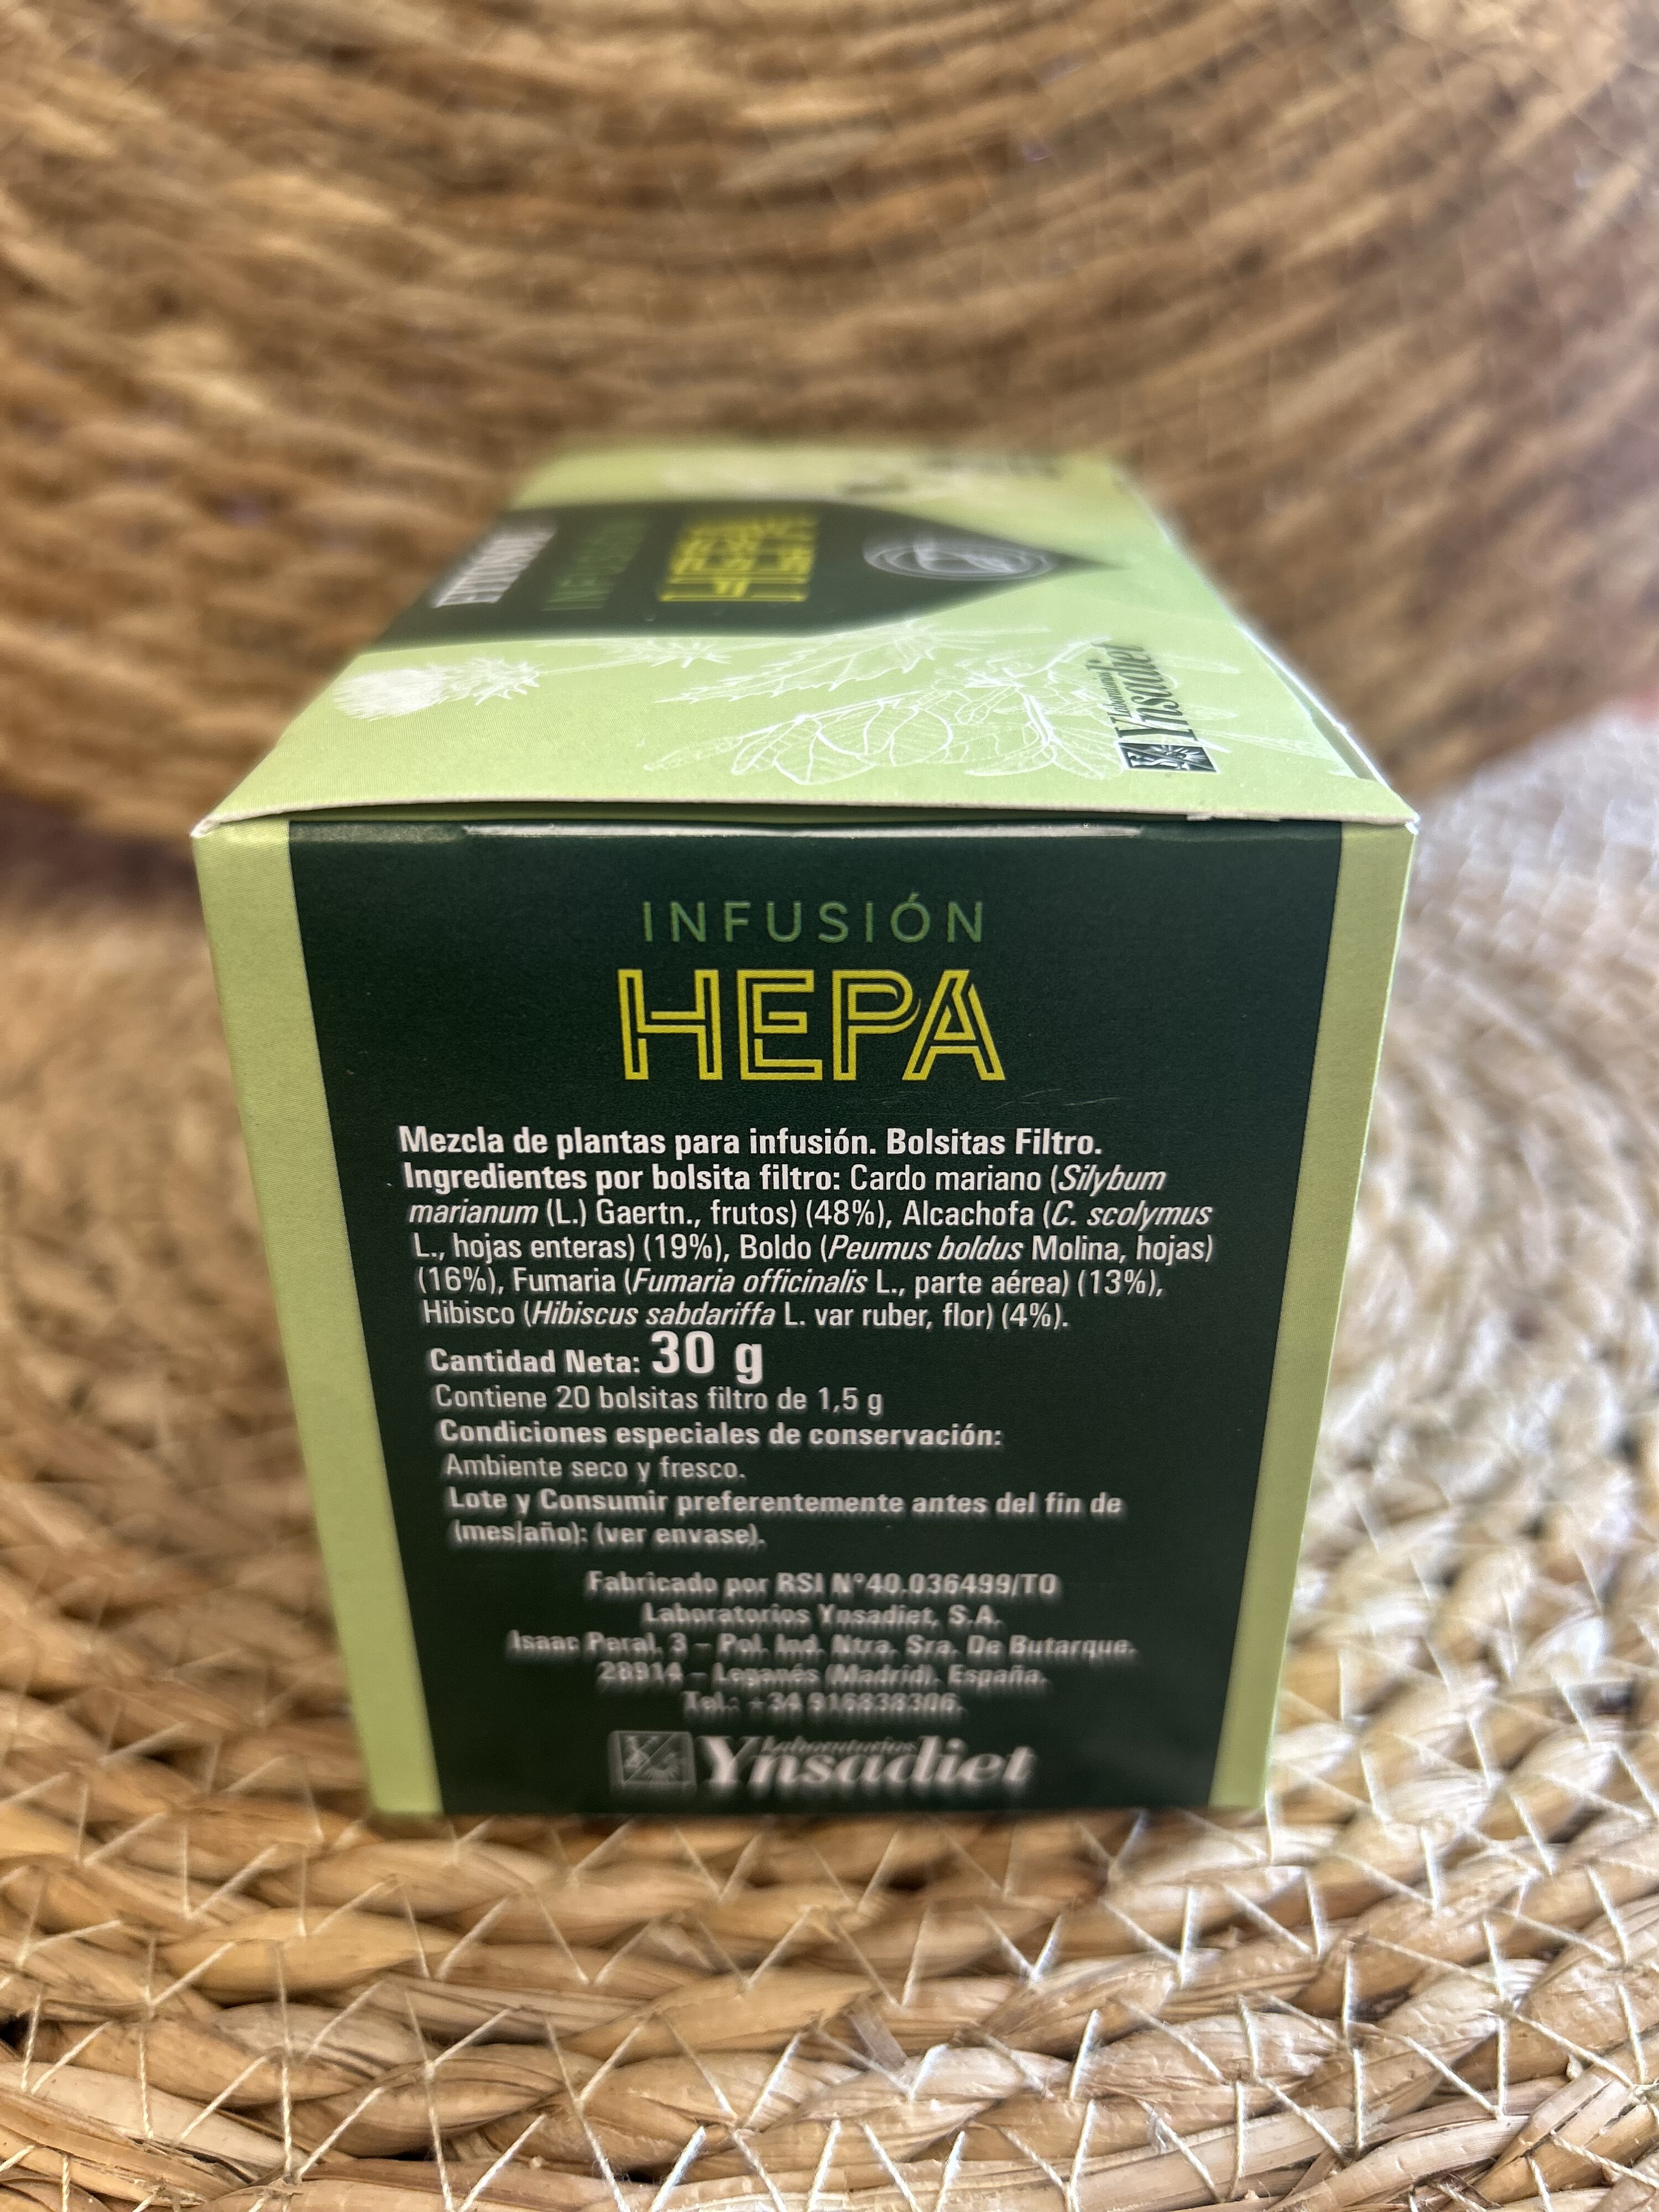 Laboratorios
Ynsadiet
INFUSIÓN
HEPA
Mezcla de plantas para infusión. Bolsitas Filtro.
Ingredientes por bolsita filtro: Cardo mariano (Silybum
marianum (L.) Gaertn., frutos) (48%), Alcachofa (C. scolymus
L., hojas enteras) (19%), Boldo (Peumus boldus Molina, hojas)
(16%), Fumaria (Fumaria officinalis L., parte aérea) (13%),
Hibisco (Hibiscus sabdariffa L. var ruber, flor) (4%).
Cantidad Neta: 30 g
Contiene 20 bolsitas filtro de 1,5 g
Condiciones especiales de conservación:
Ambiente seco y fresco.
Lote y Consumir preferentemente antes del fin de
(mes/año): (ver envase).
Fabricado por RSI Nº40.036499/TO
Laboratorios Ynsadiet, S.A.
Isaac Peral, 3 – Pol. Ind. Ntra. Sra. De Butarque.
28914 – Leganés (Madrid). España.
Tel.: +34 916838306.
Laboratorios
Ynsadiet